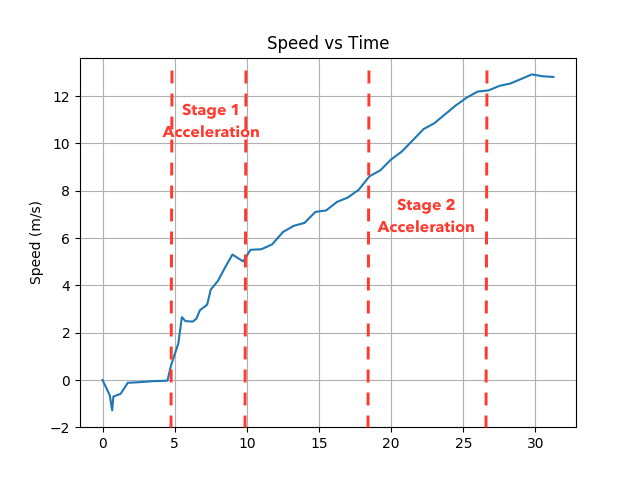 Speed vs Time
Stage 1
Acceleration
Stage 2
Acceleration
Speed (m/s)
12
10
8
6
4
2
0
−2
0 5 10 15 20 25 30